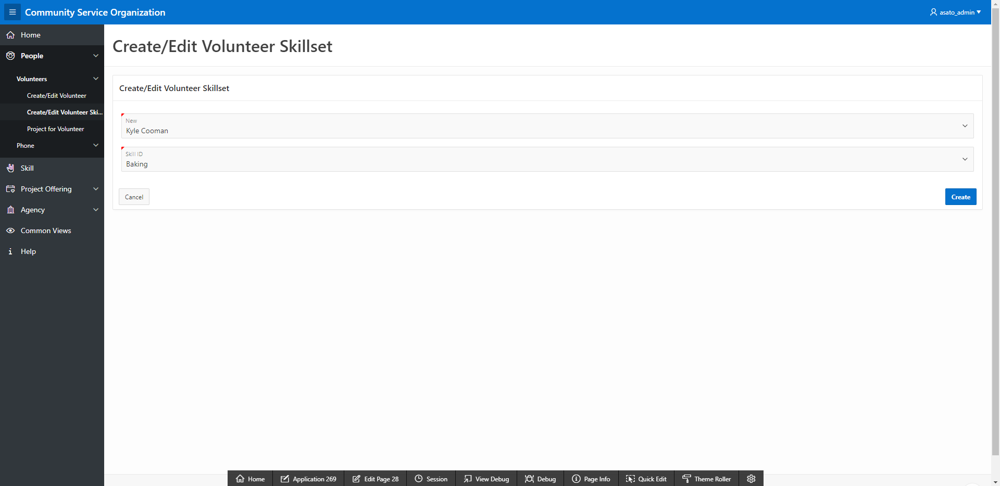 Community Service Organization
asato_admin
Home
People
Volunteers
Create/Edit Volunteer
Create/Edit Volunteer Ski...
Project for Volunteer
Phone
Skill
Project Offering
Agency
Common Views
Help
Create/Edit Volunteer Skillset
Create/Edit Volunteer Skillset
New
Kyle Cooman
Skill ID
Baking
Cancel
Create
Home
Application 269
Edit Page 28
Session
View Debug
Debug
Page Info
Quick Edit
Theme Roller